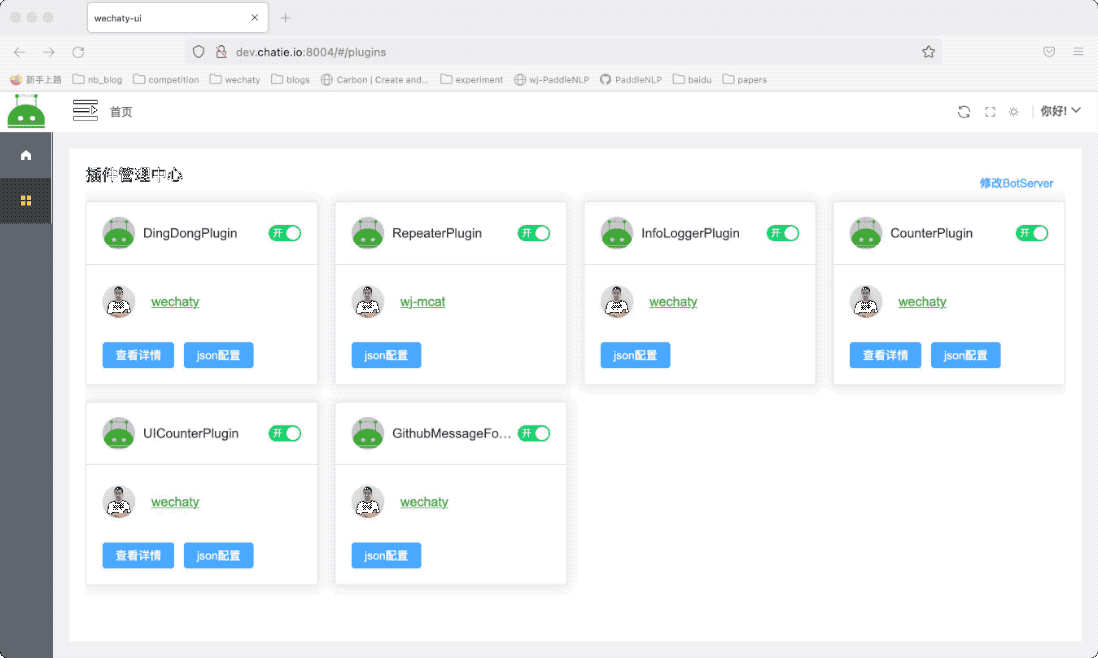 wechaty-ui
dev.chatie.io:8004/#/plugins
新手上路 nb_blog competition wechaty blogs Carbon | Create and... experiment wj-PaddleNLP PaddleNLP baidu papers
首页 你好!
插件管理中心
修改BotServer
DingDongPlugin 开 RepeaterPlugin 开 InfoLoggerPlugin 开 CounterPlugin 开
wechaty wj-mcat wechaty wechaty
查看详情 json配置 json配置 json配置 查看详情 json配置
UICounterPlugin 开 GithubMessageFo... 开
wechaty wechaty
查看详情 json配置 json配置